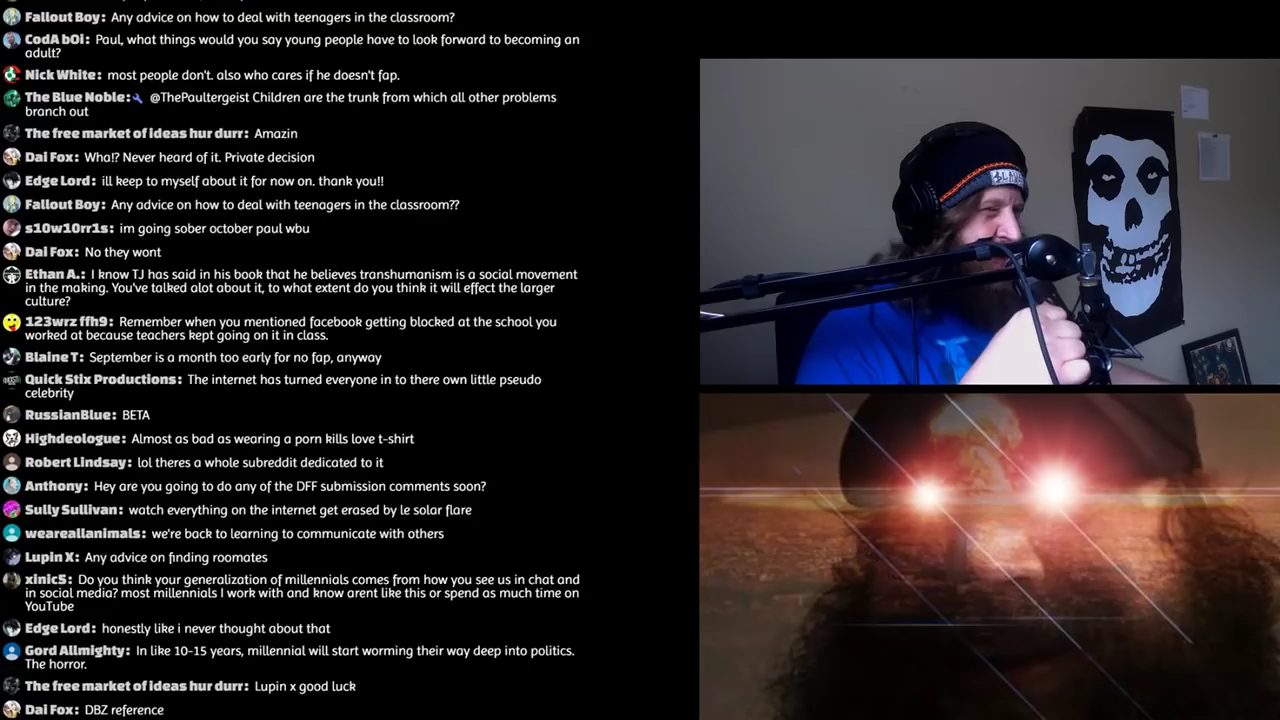 Fallout Boy: Any advice on how to deal with teenagers in the classroom?
CodA bOi: Paul, what things would you say young people have to look forward to becoming an
adult?
Nick White: most people don't. also who cares if he doesn't fap.
The Blue Noble: @ThePaultergeist Children are the trunk from which all other problems
branch out
The free market of ideas hur durr: Amazin
Dai Fox: Wha!? Never heard of it. Private decision
Edge Lord: ill keep to myself about it for now on. thank you!!
Fallout Boy: Any advice on how to deal with teenagers in the classroom??
s10w10rr1s: im going sober october paul wbu
Dai Fox: No they wont
Ethan A.: I know TJ has said in his book that he believes transhumanism is a social movement
in the making. You've talked alot about it, to what extent do you think it will effect the larger
culture?
123wrz ffh9: Remember when you mentioned facebook getting blocked at the school you
worked at because teachers kept going on it in class.
Blaine T: September is a month too early for no fap, anyway
Quick Stix Productions: The internet has turned everyone in to there own little pseudo
celebrity
RussianBlue: BETA
Highdeologue: Almost as bad as wearing a porn kills love t-shirt
Robert Lindsay: lol theres a whole subreddit dedicated to it
Anthony: Hey are you going to do any of the DFF submission comments soon?
Sully Sullivan: watch everything on the internet get erased by le solar flare
weareallanimals: we're back to learning to communicate with others
Lupin X: Any advice on finding roomates
xinic5: Do you think your generalization of millennials comes from how you see us in chat and
in social media? most millennials I work with and know arent like this or spend as much time on
YouTube
Edge Lord: honestly like i never thought about that
Gord Allmighty: In like 10-15 years, millennial will start worming their way deep into politics.
The horror.
The free market of ideas hur durr: Lupin x good luck
Dai Fox: DBZ reference